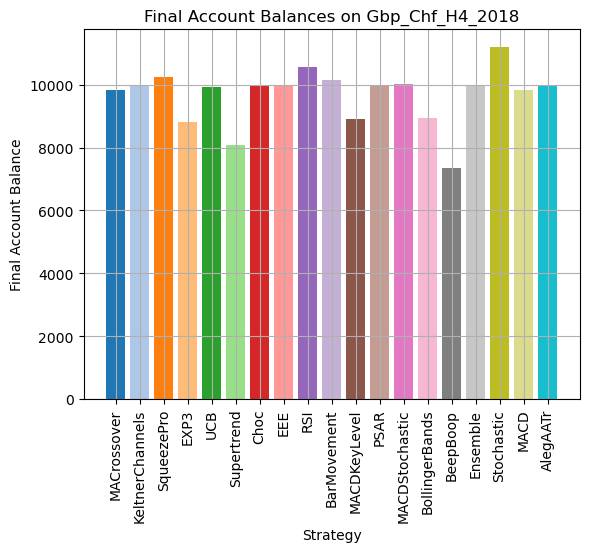 Final Account Balances on Gbp_Chf_H4_2018
Final Account Balance
10000
8000
6000
4000
2000
0
MACrossover
KeltnerChannels
SqueezePro
EXP3
UCB
Supertrend
Choc
EEE
RSI
BarMovement
MACDKeyLevel
PSAR
MACDStochastic
BollingerBands
BeepBoop
Ensemble
Stochastic
MACD
AlegAATr
Strategy